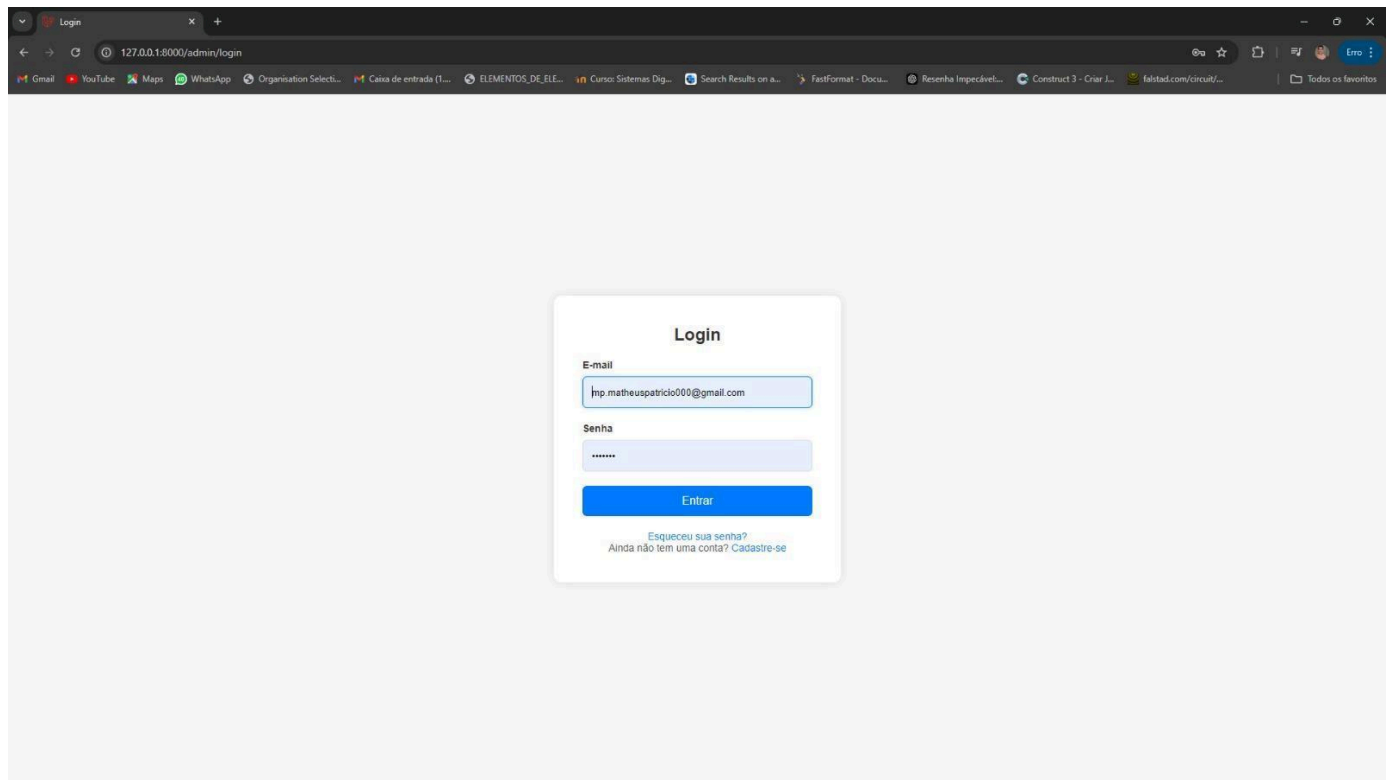 Login
127.0.0.1:8000/admin/login
Erro
Gmail YouTube Maps WhatsApp Organisation Selecti... Caixa de entrada (1.... ELEMENTOS_DE_ELE... Curso: Sistemas Dig... Search Results on a... FastFormat - Docu... Resenha Impecável:... Construct 3 - Criar J... falstad.com/circuit/... Todos os favoritos
Login
E-mail
mp.matheuspatricio000@gmail.com
Senha
•••••••
Entrar
Esqueceu sua senha?
Ainda não tem uma conta? Cadastre-se